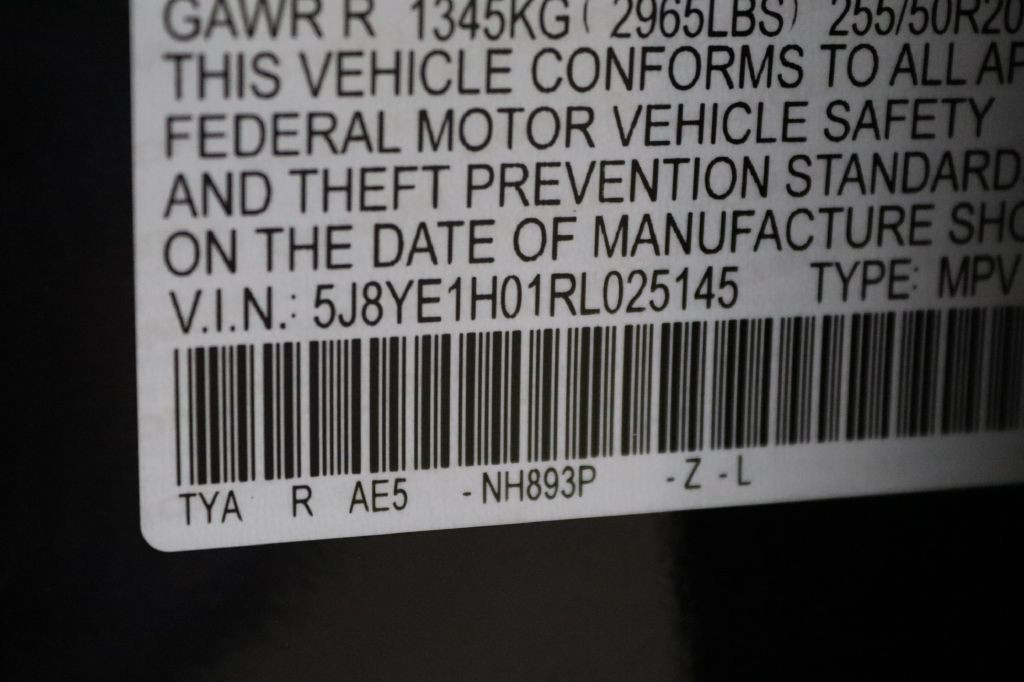 GAWR R 1345KG ( 2965LBS) 255/50R20
THIS VEHICLE CONFORMS TO ALL AP
FEDERAL MOTOR VEHICLE SAFETY
AND THEFT PREVENTION STANDARD
ON THE DATE OF MANUFACTURE SHO
V.I.N.: 5J8YE1H01RL025145 TYPE: MPV
TYA R AE5 -NH893P -Z -L